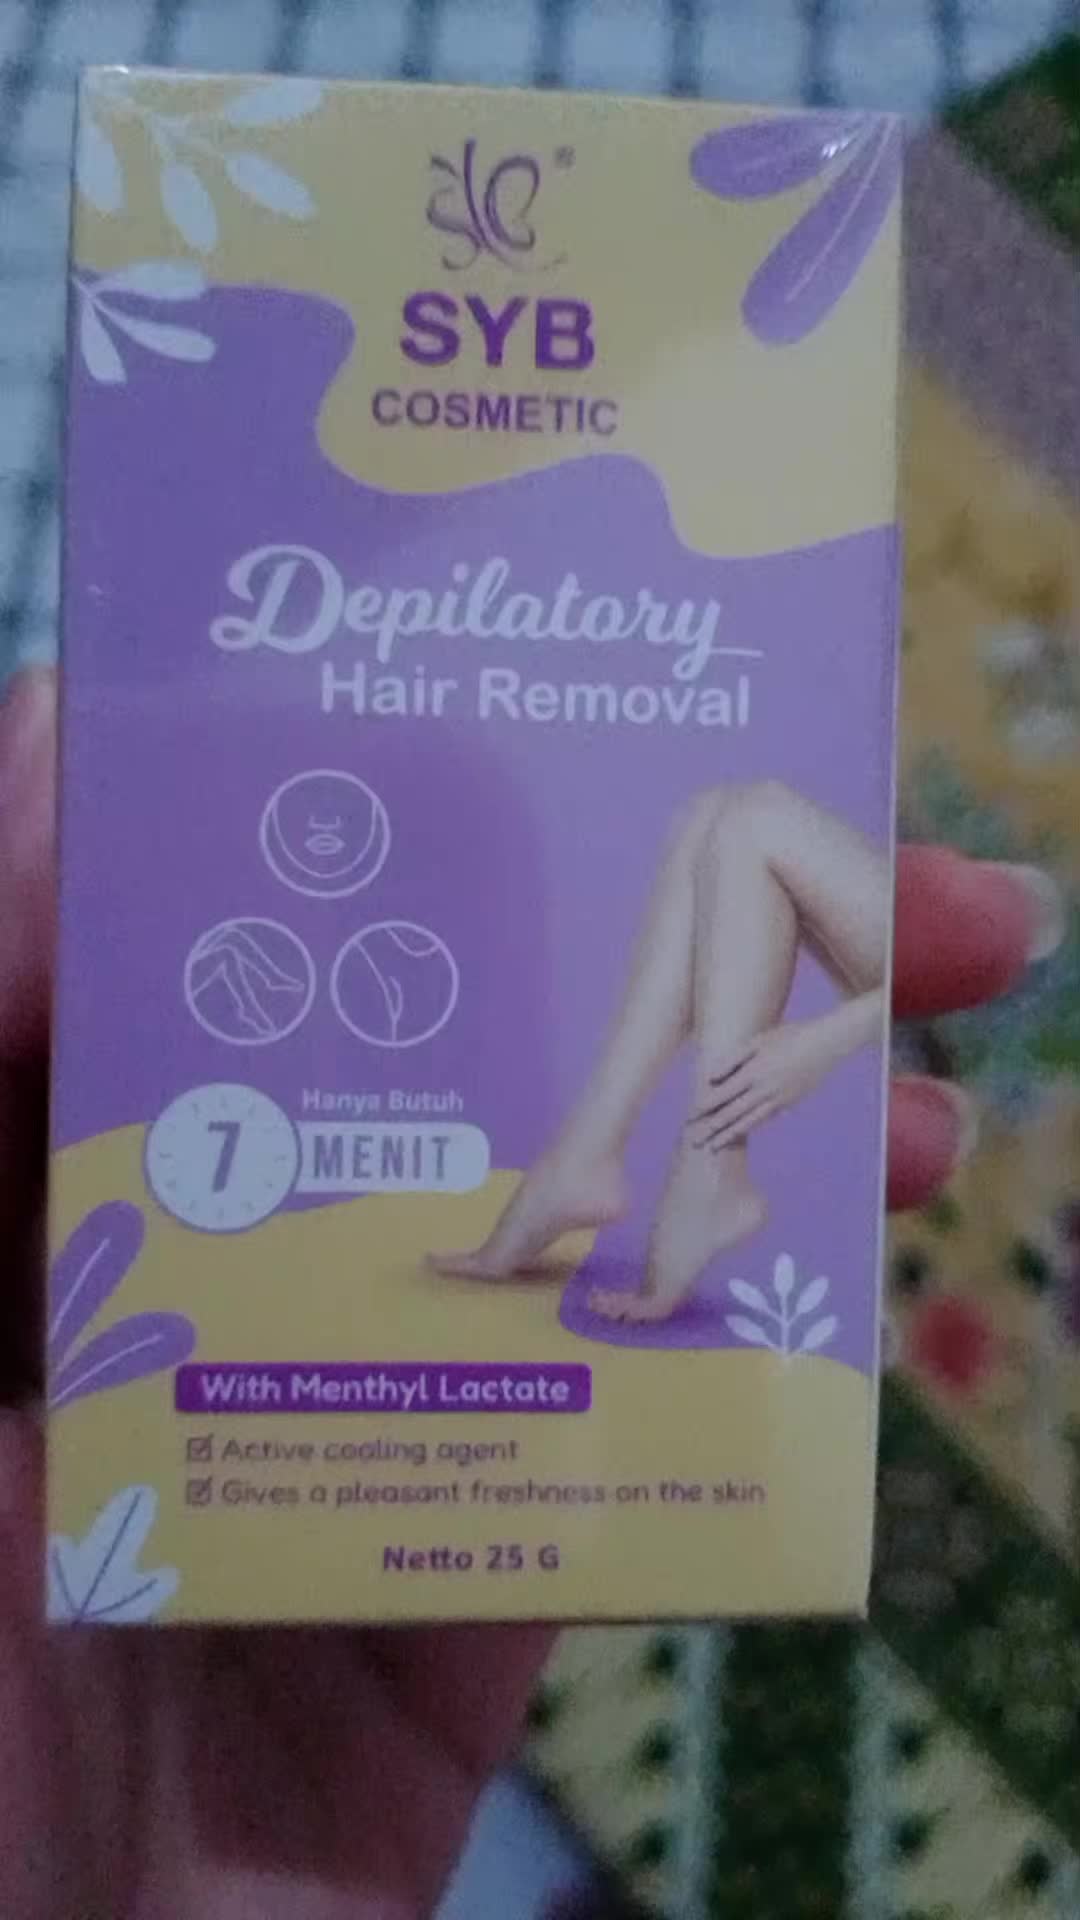 SYB
COSMETIC
Depilatory
Hair Removal
Hanya Butuh
7 MENIT
With Menthyl Lactate
Active cooling agent
Gives a pleasant freshness on the skin
Netto 25 G